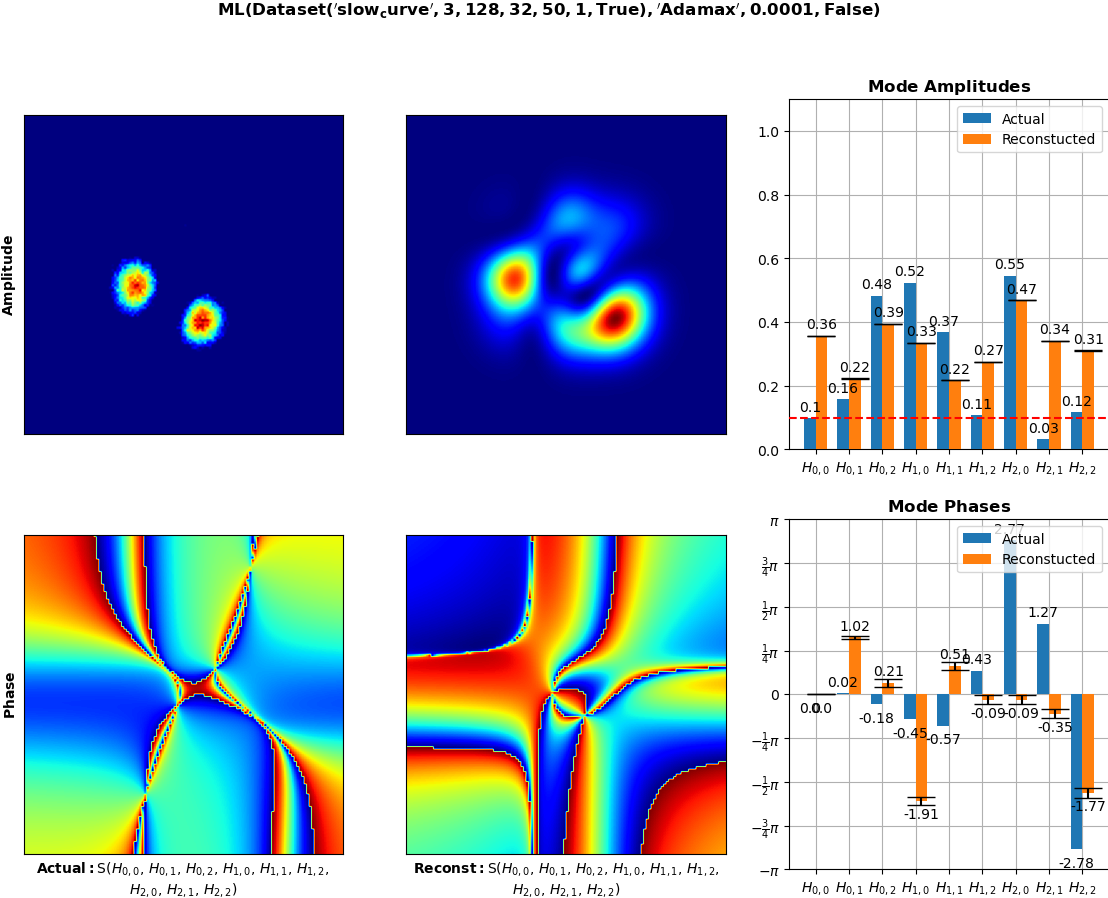 ML(Dataset('slow_curve', 3, 128, 32, 50, 1, True), 'Adamax', 0.0001, False)
Amplitude
Mode Amplitudes
Actual
Reconstucted
1.0
0.8
0.6
0.4
0.2
0.0
0.1
0.36
0.16
0.22
0.48
0.39
0.52
0.33
0.37
0.22
0.11
0.27
0.55
0.47
0.03
0.34
0.12
0.31
H0,0 H0,1 H0,2 H1,0 H1,1 H1,2 H2,0 H2,1 H2,2
Phase
Actual: S(H0,0, H0,1, H0,2, H1,0, H1,1, H1,2,
H2,0, H2,1, H2,2)
Reconst: S(H0,0, H0,1, H0,2, H1,0, H1,1, H1,2,
H2,0, H2,1, H2,2)
Mode Phases
Actual
Reconstucted
π
3/4π
1/2π
1/4π
0
−1/4π
−1/2π
−3/4π
−π
0.0
0.0
0.02
1.02
-0.18
0.21
-0.45
-1.91
-0.57
0.51
0.43
-0.09
2.77
-0.09
1.27
-0.35
-2.78
-1.77
H0,0 H0,1 H0,2 H1,0 H1,1 H1,2 H2,0 H2,1 H2,2